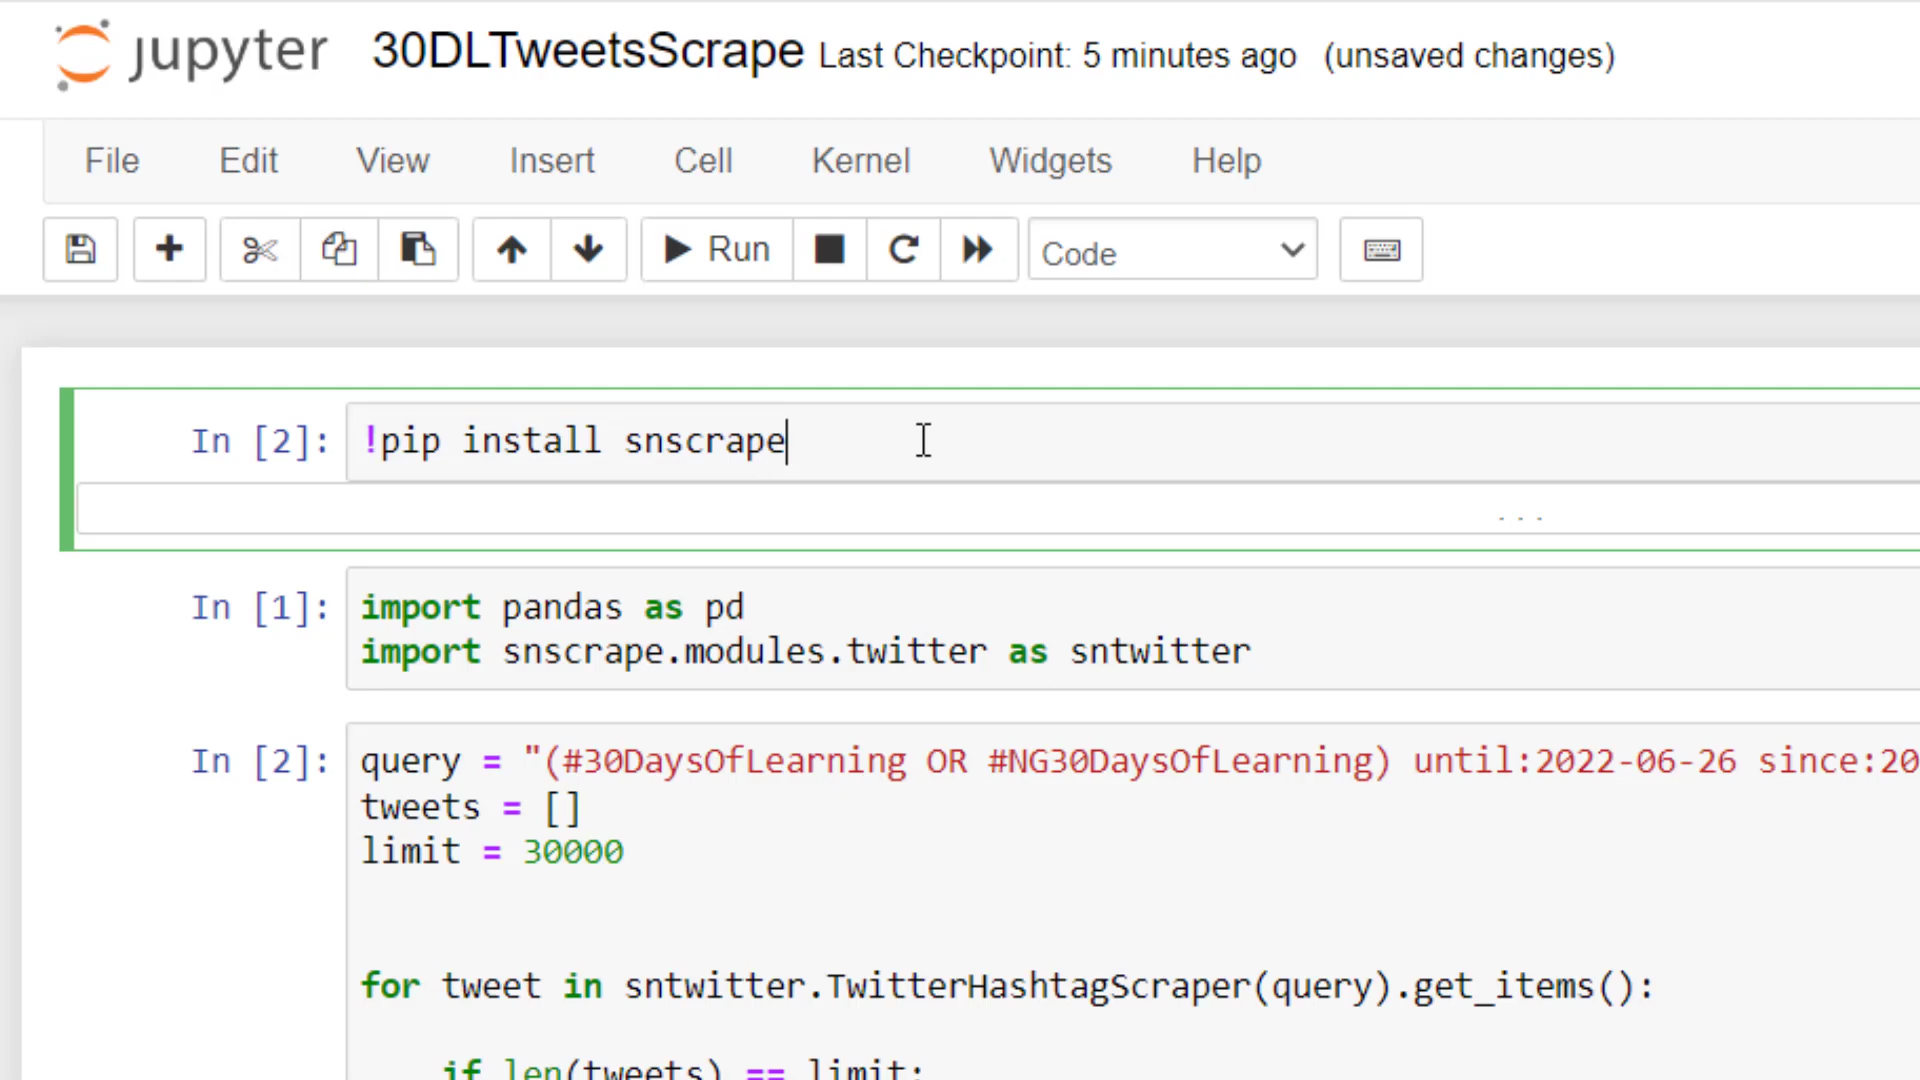 jupyter 30DLTweetsScrape Last Checkpoint: 5 minutes ago (unsaved changes)
File Edit View Insert Cell Kernel Widgets Help
Run Code
In [2]: !pip install snscrape
...
In [1]: import pandas as pd
import snscrape.modules.twitter as sntwitter
In [2]: query = "(#30DaysOfLearning OR #NG30DaysOfLearning) until:2022-06-26 since:20
tweets = []
limit = 30000
for tweet in sntwitter.TwitterHashtagScraper(query).get_items():
if len(tweets) == limit: